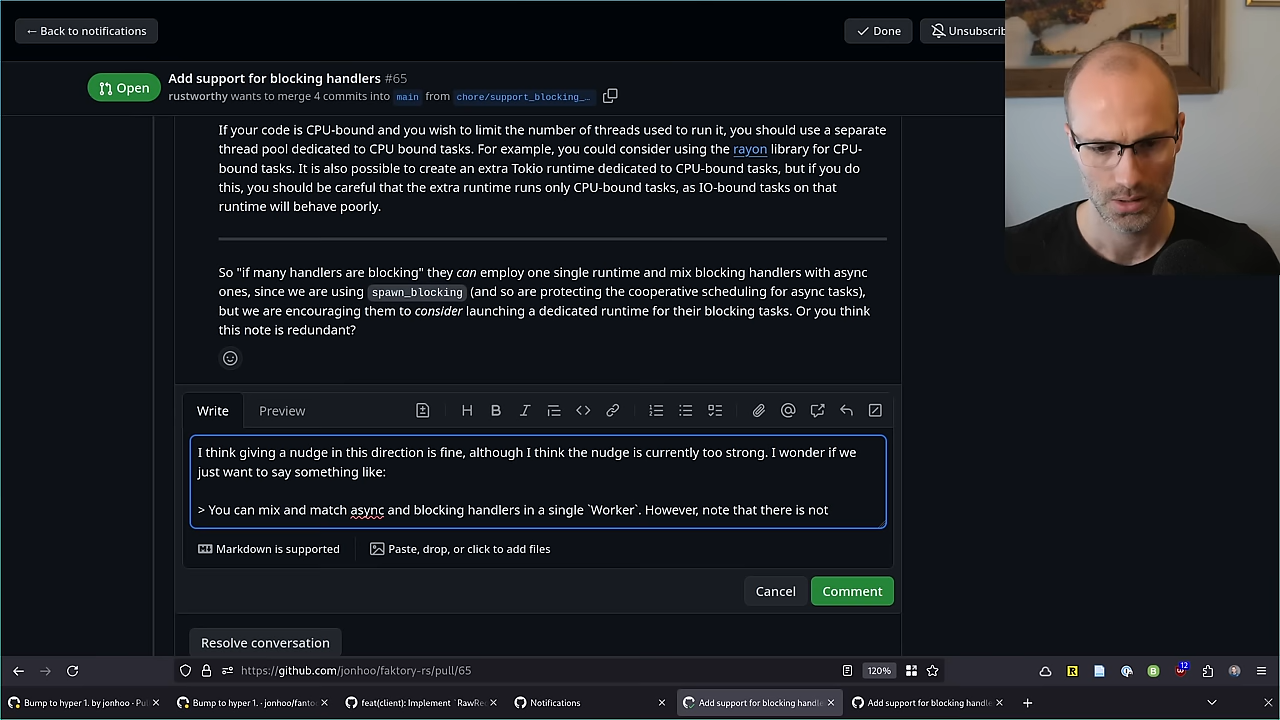 ← Back to notifications
Done
Unsubscrib
Open
Add support for blocking handlers #65
rustworthy wants to merge 4 commits into main from chore/support_blocking_…
If your code is CPU-bound and you wish to limit the number of threads used to run it, you should use a separate
thread pool dedicated to CPU bound tasks. For example, you could consider using the rayon library for CPU-
bound tasks. It is also possible to create an extra Tokio runtime dedicated to CPU-bound tasks, but if you do
this, you should be careful that the extra runtime runs only CPU-bound tasks, as IO-bound tasks on that
runtime will behave poorly.
So "if many handlers are blocking" they can employ one single runtime and mix blocking handlers with async
ones, since we are using spawn_blocking (and so are protecting the cooperative scheduling for async tasks),
but we are encouraging them to consider launching a dedicated runtime for their blocking tasks. Or you think
this note is redundant?
Write Preview
I think giving a nudge in this direction is fine, although I think the nudge is currently too strong. I wonder if we
just want to say something like:
> You can mix and match async and blocking handlers in a single `Worker`. However, note that there is not
Markdown is supported
Paste, drop, or click to add files
Cancel Comment
Resolve conversation
https://github.com/jonhoo/faktory-rs/pull/65
120%
12
Bump to hyper 1. by jonhoo · Pu
Bump to hyper 1. · jonhoo/fanto
feat(client): Implement `RawRe
Notifications
Add support for blocking handle
Add support for blocking handle